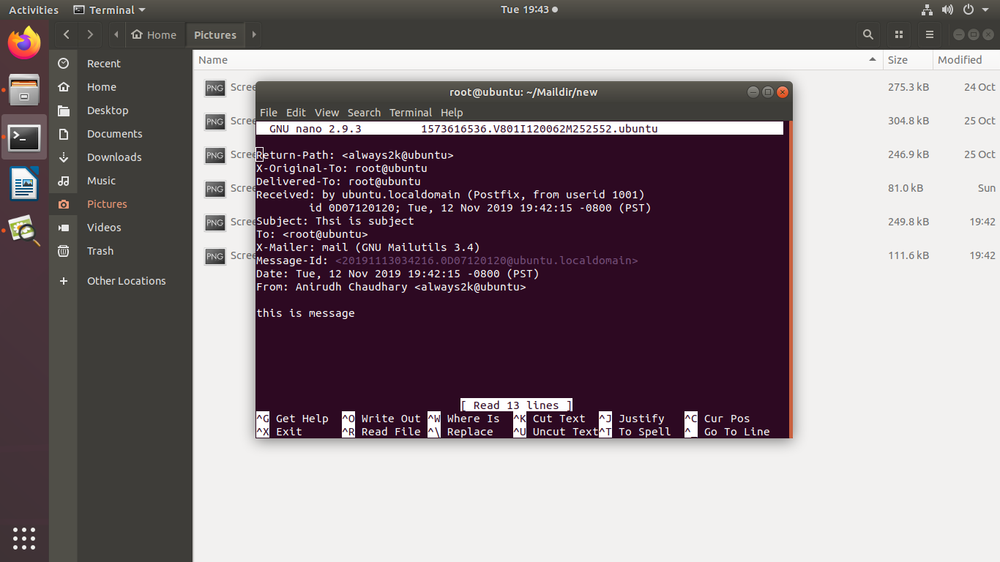 Activities Terminal Tue 19:43
Home Pictures
Recent
Home
Desktop
Documents
Downloads
Music
Pictures
Videos
Trash
Other Locations
Name Size Modified
PNG Scree 275.3 kB 24 Oct
PNG Scree 304.8 kB 25 Oct
PNG Scree 246.9 kB 25 Oct
PNG Scree 81.0 kB Sun
PNG Scree 249.8 kB 19:42
PNG Scree 111.6 kB 19:42
root@ubuntu: ~/Maildir/new
File Edit View Search Terminal Help
GNU nano 2.9.3 1573616536.V801I120062M252552.ubuntu
Return-Path: <always2k@ubuntu>
X-Original-To: root@ubuntu
Delivered-To: root@ubuntu
Received: by ubuntu.localdomain (Postfix, from userid 1001)
id 0D07120120; Tue, 12 Nov 2019 19:42:15 -0800 (PST)
Subject: Thsi is subject
To: <root@ubuntu>
X-Mailer: mail (GNU Mailutils 3.4)
Message-Id: <20191113034216.0D07120120@ubuntu.localdomain>
Date: Tue, 12 Nov 2019 19:42:15 -0800 (PST)
From: Anirudh Chaudhary <always2k@ubuntu>
this is message
[ Read 13 lines ]
^G Get Help ^O Write Out ^W Where Is ^K Cut Text ^J Justify ^C Cur Pos
^X Exit ^R Read File ^\ Replace ^U Uncut Text ^T To Spell ^_ Go To Line